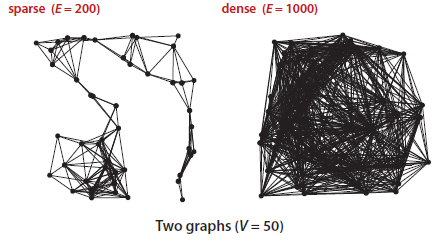 sparse (E = 200)
dense (E = 1000)
Two graphs (V = 50)